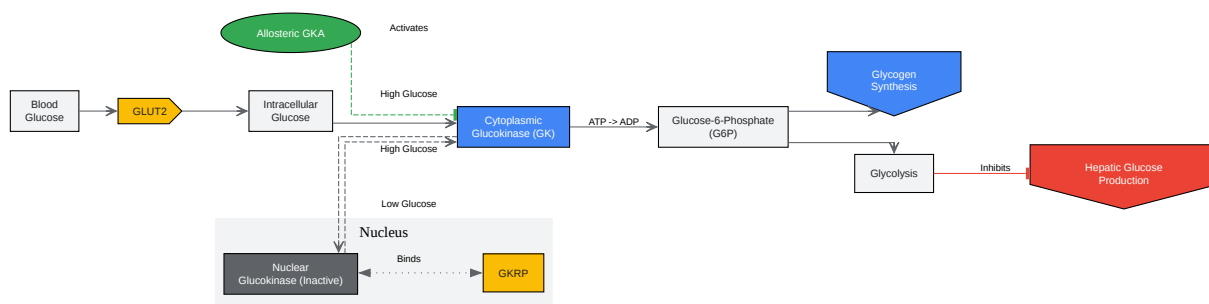 Allosteric GKA
Activates
Glycogen
Synthesis
High Glucose
Blood
Glucose
GLUT2
Intracellular
Glucose
Cytoplasmic
Glucokinase (GK)
ATP -> ADP
Glucose-6-Phosphate
(G6P)
High Glucose
Glycolysis
Inhibits
Hepatic Glucose
Production
Low Glucose
Nucleus
Nuclear
Glucokinase (Inactive)
Binds
GKRP